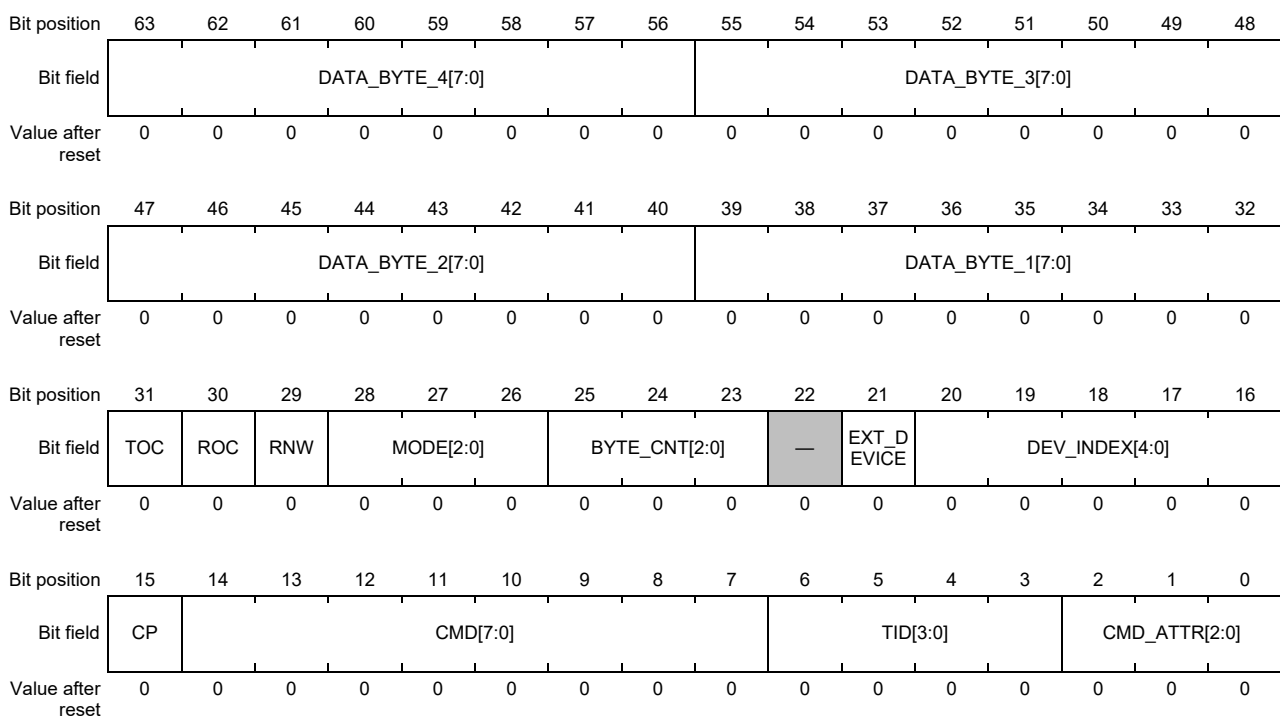 Bit position 63 62 61 60 59 58 57 56 55 54 53 52 51 50 49 48
Bit field DATA_BYTE_4[7:0] DATA_BYTE_3[7:0]
Value after reset 0 0 0 0 0 0 0 0 0 0 0 0 0 0 0 0
Bit position 47 46 45 44 43 42 41 40 39 38 37 36 35 34 33 32
Bit field DATA_BYTE_2[7:0] DATA_BYTE_1[7:0]
Value after reset 0 0 0 0 0 0 0 0 0 0 0 0 0 0 0 0
Bit position 31 30 29 28 27 26 25 24 23 22 21 20 19 18 17 16
Bit field TOC ROC RNW MODE[2:0] BYTE_CNT[2:0] — EXT_DEVICE DEV_INDEX[4:0]
Value after reset 0 0 0 0 0 0 0 0 0 0 0 0 0 0 0 0
Bit position 15 14 13 12 11 10 9 8 7 6 5 4 3 2 1 0
Bit field CP CMD[7:0] TID[3:0] CMD_ATTR[2:0]
Value after reset 0 0 0 0 0 0 0 0 0 0 0 0 0 0 0 0